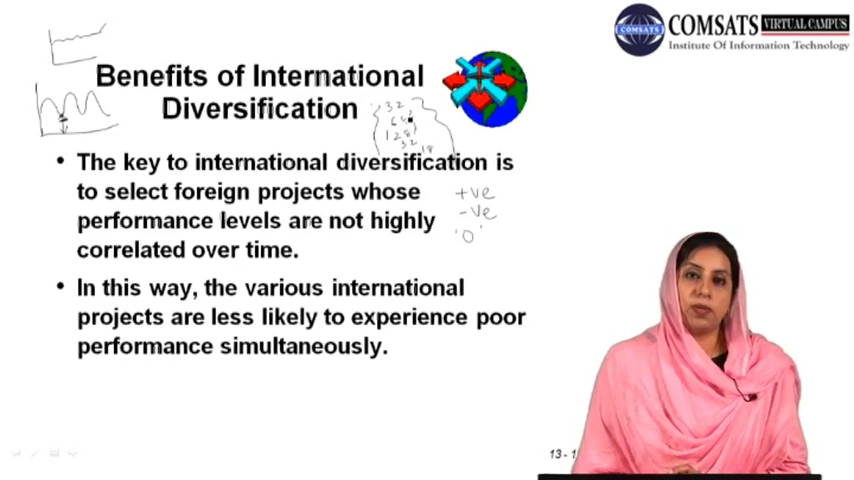 COMSATS VIRTUAL CAMPUS
Institute Of Information Technology
Benefits of International
Diversification
32
64
128
32
18
• The key to international diversification is
to select foreign projects whose
performance levels are not highly
correlated over time.
+ve
-ve
'0'
• In this way, the various international
projects are less likely to experience poor
performance simultaneously.
13-1